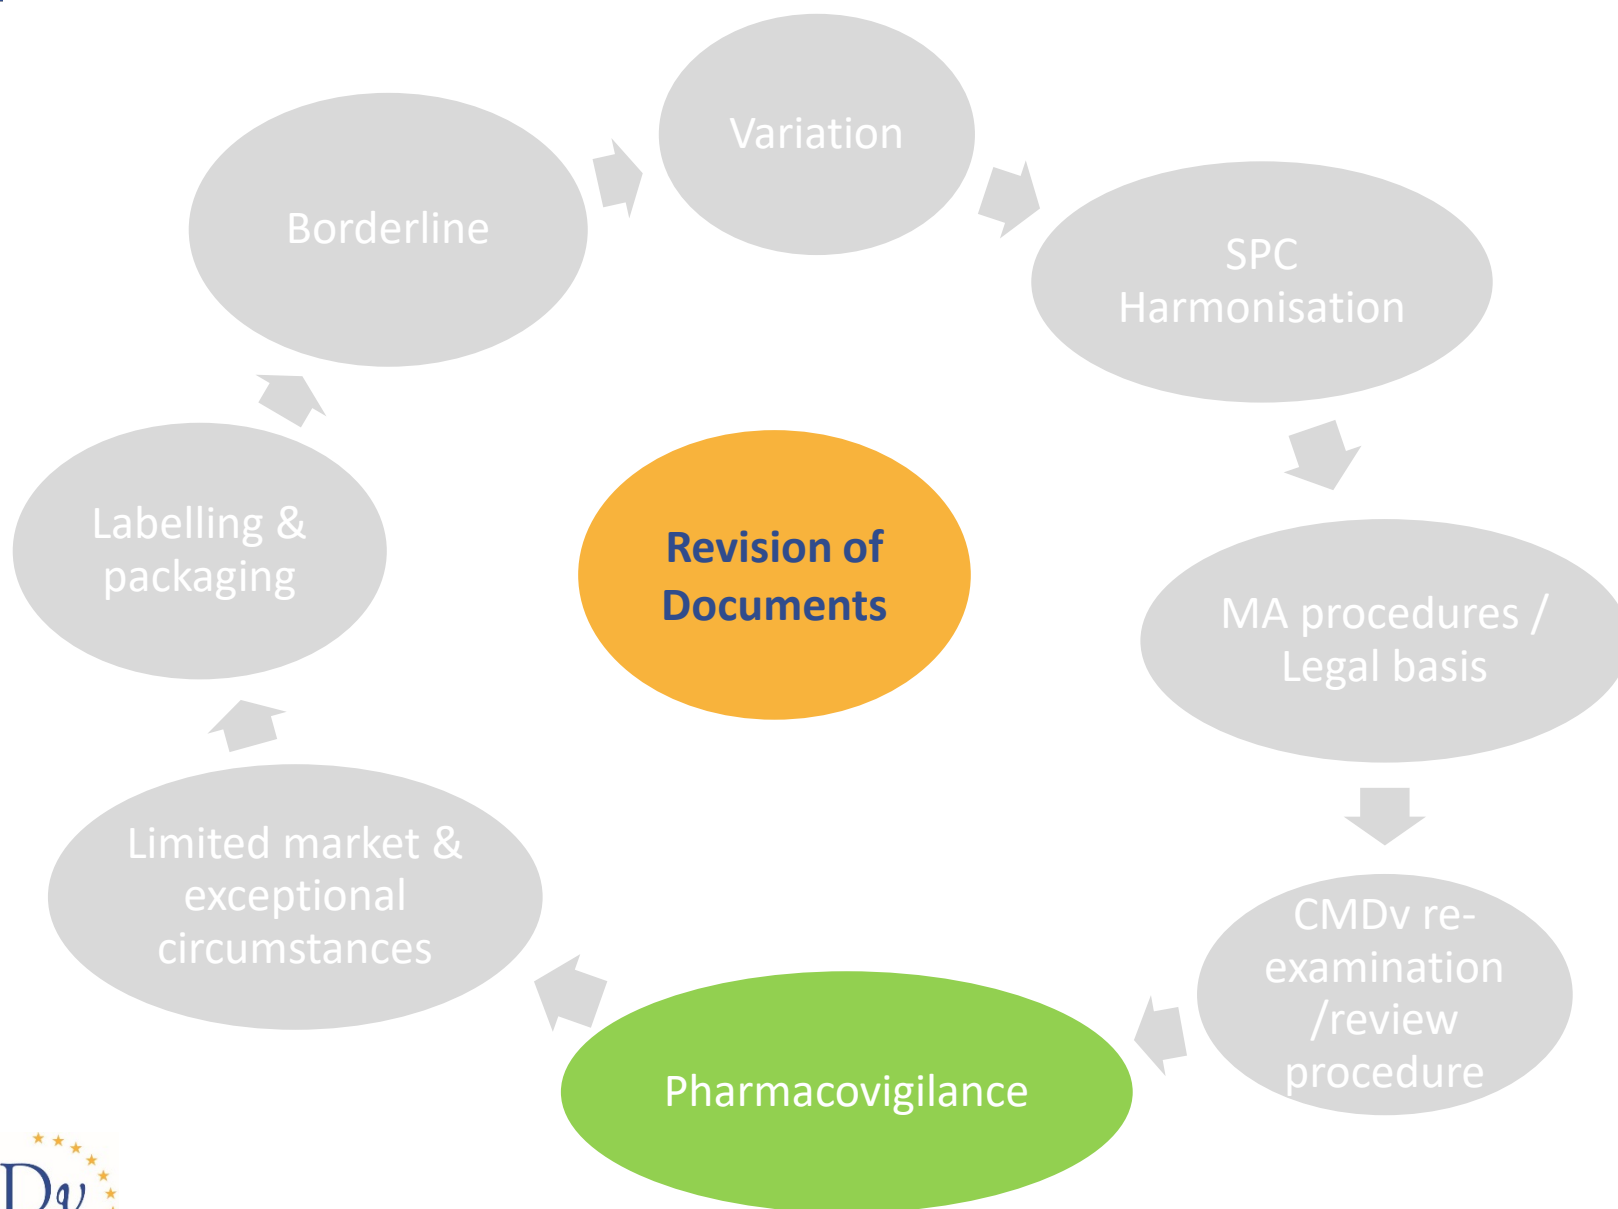 Variation
Borderline
SPC
Harmonisation
Labelling &
packaging
Revision of
Documents
MA procedures /
Legal basis
Limited market &
exceptional
circumstances
CMDv re-
examination
/review
procedure
Pharmacovigilance
Dv